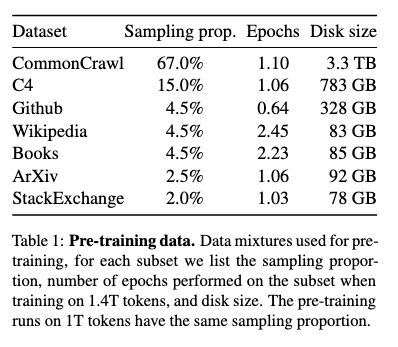 Dataset Sampling prop. Epochs Disk size
CommonCrawl 67.0% 1.10 3.3 TB
C4 15.0% 1.06 783 GB
Github 4.5% 0.64 328 GB
Wikipedia 4.5% 2.45 83 GB
Books 4.5% 2.23 85 GB
ArXiv 2.5% 1.06 92 GB
StackExchange 2.0% 1.03 78 GB
Table 1: Pre-training data. Data mixtures used for pre-
training, for each subset we list the sampling propor-
tion, number of epochs performed on the subset when
training on 1.4T tokens, and disk size. The pre-training
runs on 1T tokens have the same sampling proportion.